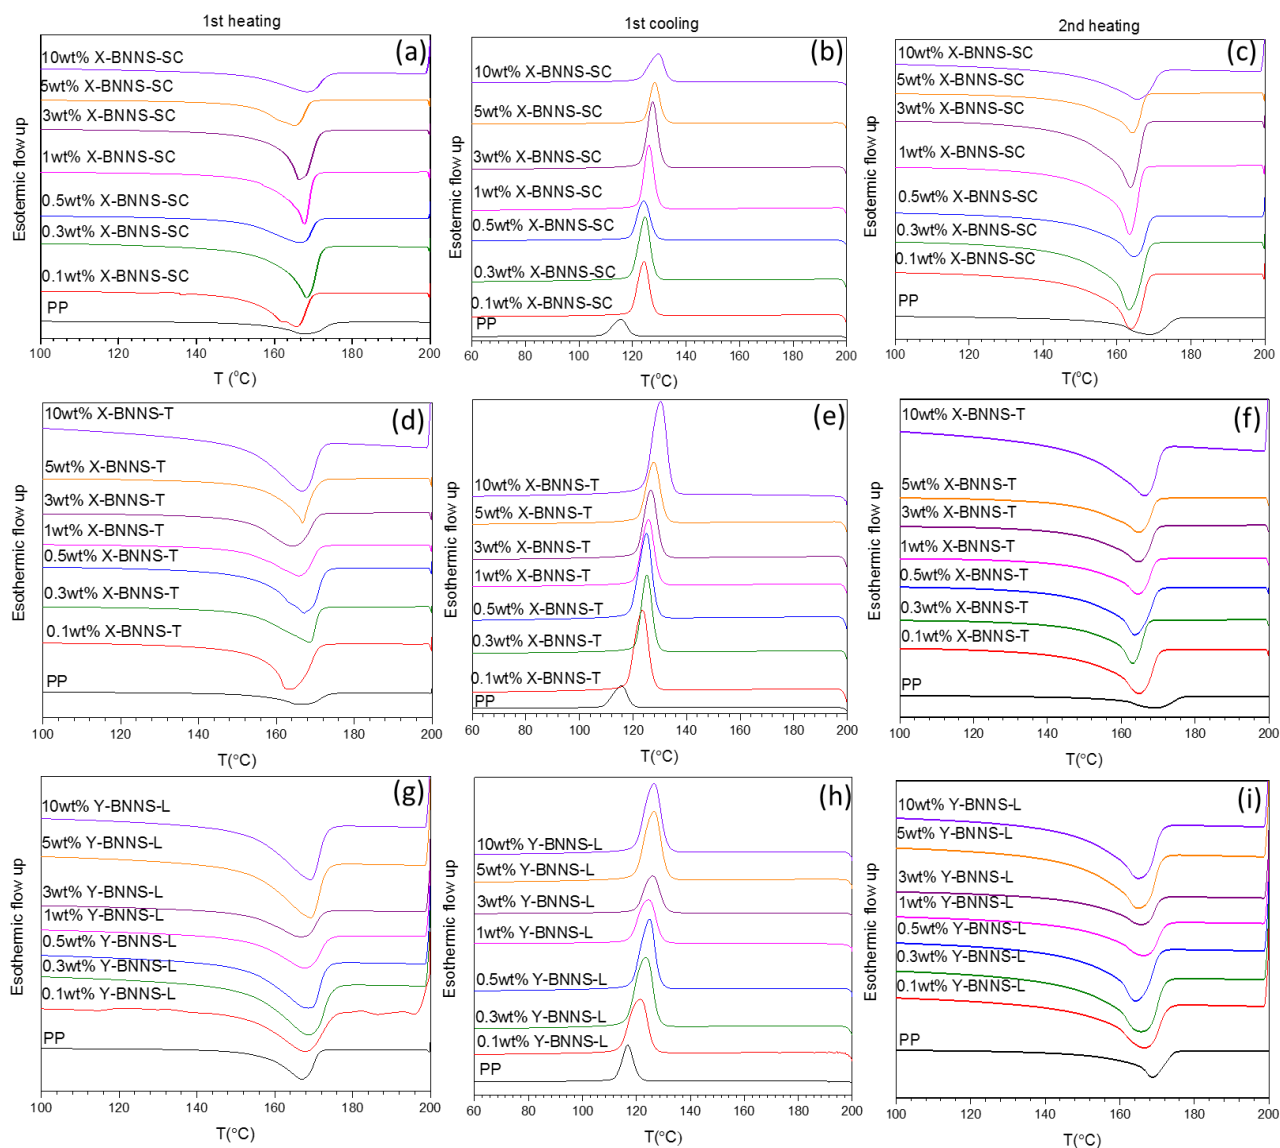 1st heating
1st cooling
2nd heating
(a)
10wt% X-BNNS-SC
5wt% X-BNNS-SC
3wt% X-BNNS-SC
1wt% X-BNNS-SC
0.5wt% X-BNNS-SC
0.3wt% X-BNNS-SC
0.1wt% X-BNNS-SC
PP
Esotermic flow up
100 120 140 160 180 200
T (°C)
(b)
10wt% X-BNNS-SC
5wt% X-BNNS-SC
3wt% X-BNNS-SC
1wt% X-BNNS-SC
0.5wt% X-BNNS-SC
0.3wt% X-BNNS-SC
0.1wt% X-BNNS-SC
PP
Esotermic flow up
60 80 100 120 140 160 180 200
T(°C)
(c)
10wt% X-BNNS-SC
5wt% X-BNNS-SC
3wt% X-BNNS-SC
1wt% X-BNNS-SC
0.5wt% X-BNNS-SC
0.3wt% X-BNNS-SC
0.1wt% X-BNNS-SC
PP
Esotermic flow up
100 120 140 160 180 200
T(°C)
(d)
10wt% X-BNNS-T
5wt% X-BNNS-T
3wt% X-BNNS-T
1wt% X-BNNS-T
0.5wt% X-BNNS-T
0.3wt% X-BNNS-T
0.1wt% X-BNNS-T
PP
Esothermic flow up
100 120 140 160 180 200
T(°C)
(e)
10wt% X-BNNS-T
5wt% X-BNNS-T
3wt% X-BNNS-T
1wt% X-BNNS-T
0.5wt% X-BNNS-T
0.3wt% X-BNNS-T
0.1wt% X-BNNS-T
PP
Esothermic flow up
60 80 100 120 140 160 180 200
T(°C)
(f)
10wt% X-BNNS-T
5wt% X-BNNS-T
3wt% X-BNNS-T
1wt% X-BNNS-T
0.5wt% X-BNNS-T
0.3wt% X-BNNS-T
0.1wt% X-BNNS-T
PP
Esothermic flow up
100 120 140 160 180 200
T(°C)
(g)
10wt% Y-BNNS-L
5wt% Y-BNNS-L
3wt% Y-BNNS-L
1wt% Y-BNNS-L
0.5wt% Y-BNNS-L
0.3wt% Y-BNNS-L
0.1wt% Y-BNNS-L
PP
Esothermic flow up
100 120 140 160 180 200
T(°C)
(h)
10wt% Y-BNNS-L
5wt% Y-BNNS-L
3wt% Y-BNNS-L
1wt% Y-BNNS-L
0.5wt% Y-BNNS-L
0.3wt% Y-BNNS-L
0.1wt% Y-BNNS-L
PP
Esothermic flow up
60 80 100 120 140 160 180 200
T(°C)
(i)
10wt% Y-BNNS-L
5wt% Y-BNNS-L
3wt% Y-BNNS-L
1wt% Y-BNNS-L
0.5wt% Y-BNNS-L
0.3wt% Y-BNNS-L
0.1wt% Y-BNNS-L
PP
Esothermic flow up
100 120 140 160 180 200
T(°C)